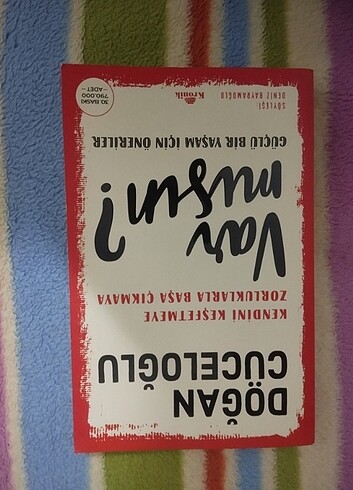 DOĞAN
CÜCELOĞLU
KENDİNİ KEŞFETMEYE
ZORLUKLARLA BAŞA ÇIKMAYA
Var
mısın?
GÜÇLÜ BİR YAŞAM İÇİN ÖNERİLER
SÖYLEŞİ
DENİZ BAYRAMOĞLU
Kronik
30. BASKI
790.000
—ADET—